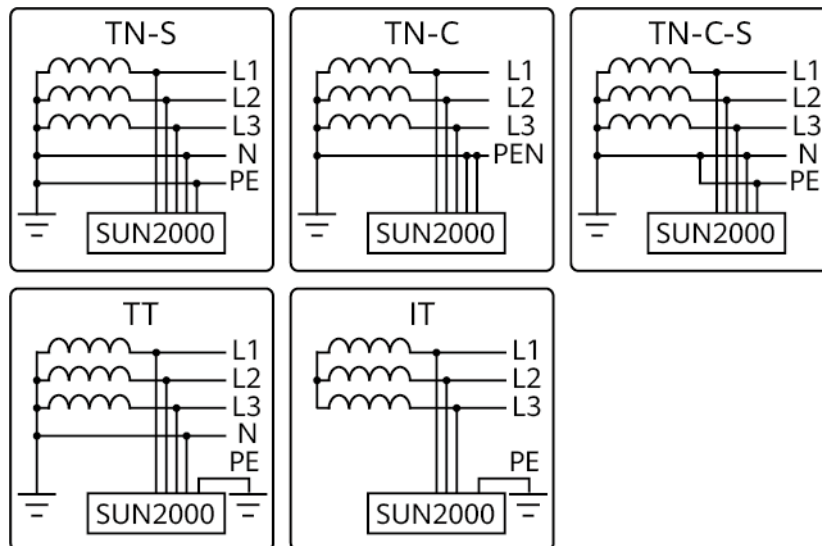 TN-S
L1
L2
L3
N
PE
SUN2000
TN-C
L1
L2
L3
PEN
SUN2000
TN-C-S
L1
L2
L3
N
PE
SUN2000
TT
L1
L2
L3
N
PE
SUN2000
IT
L1
L2
L3
PE
SUN2000